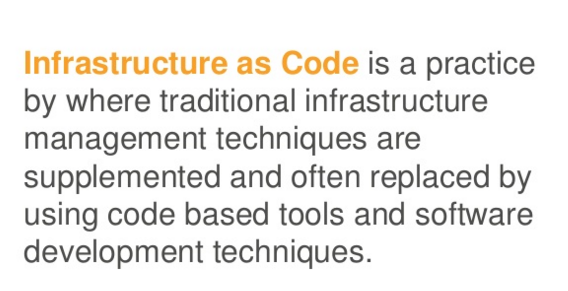 Infrastructure as Code is a practice
by where traditional infrastructure
management techniques are
supplemented and often replaced by
using code based tools and software
development techniques.